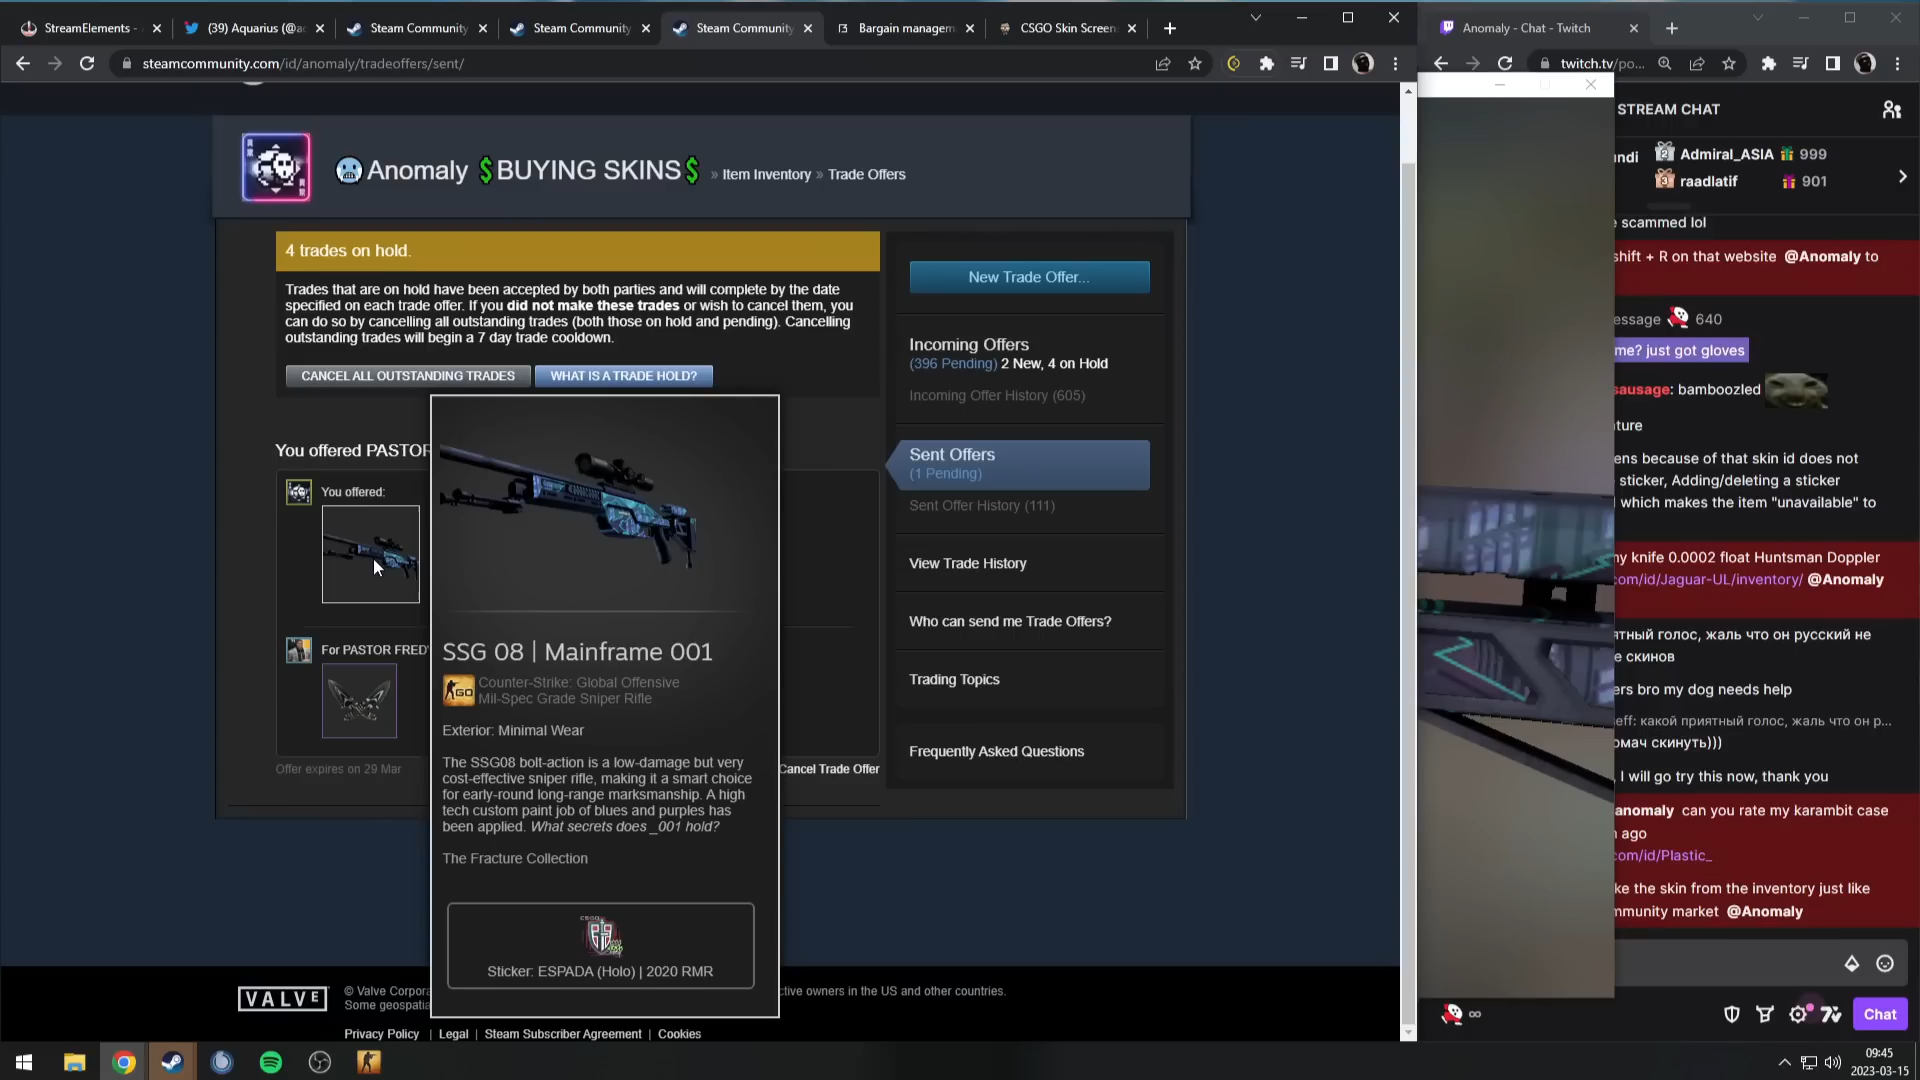 StreamElements -
(39) Aquarius (@a
Steam Community
Steam Community
Steam Community
Bargain managem
CSGO Skin Screen
Anomaly - Chat - Twitch
steamcommunity.com/id/anomaly/tradeoffers/sent/
twitch.tv/po...
Anomaly $BUYING SKINS$ » Item Inventory » Trade Offers
4 trades on hold.
Trades that are on hold have been accepted by both parties and will complete by the date
specified on each trade offer. If you did not make these trades or wish to cancel them, you
can do so by cancelling all outstanding trades (both those on hold and pending). Cancelling
outstanding trades will begin a 7 day trade cooldown.
CANCEL ALL OUTSTANDING TRADES
WHAT IS A TRADE HOLD?
You offered PASTOR
You offered:
For PASTOR FRED'
Offer expires on 29 Mar
Cancel Trade Offer
SSG 08 | Mainframe 001
Counter-Strike: Global Offensive
Mil-Spec Grade Sniper Rifle
Exterior: Minimal Wear
The SSG08 bolt-action is a low-damage but very
cost-effective sniper rifle, making it a smart choice
for early-round long-range marksmanship. A high
tech custom paint job of blues and purples has
been applied. What secrets does _001 hold?
The Fracture Collection
Sticker: ESPADA (Holo) | 2020 RMR
New Trade Offer...
Incoming Offers
(396 Pending) 2 New, 4 on Hold
Incoming Offer History (605)
Sent Offers
(1 Pending)
Sent Offer History (111)
View Trade History
Who can send me Trade Offers?
Trading Topics
Frequently Asked Questions
VALVE
© Valve Corpora
Some geospatia
ctive owners in the US and other countries.
Privacy Policy | Legal | Steam Subscriber Agreement | Cookies
STREAM CHAT
undi
2 Admiral_ASIA 999
3 raadlatif 901
e scammed lol
shift + R on that website @Anomaly to
essage 640
me? just got gloves
sausage: bamboozled
ture
ens because of that skin id does not
sticker, Adding/deleting a sticker
which makes the item "unavailable" to
ny knife 0.0002 float Huntsman Doppler
com/id/Jaguar-UL/inventory/ @Anomaly
ятный голос, жаль что он русский не
е скинов
ers bro my dog needs help
eff: какой приятный голос, жаль что он р...
омач скинуть)))
, I will go try this now, thank you
anomaly can you rate my karambit case
n ago
com/id/Plastic_
ke the skin from the inventory just like
mmunity market @Anomaly
∞
Chat
09:45
2023-03-15